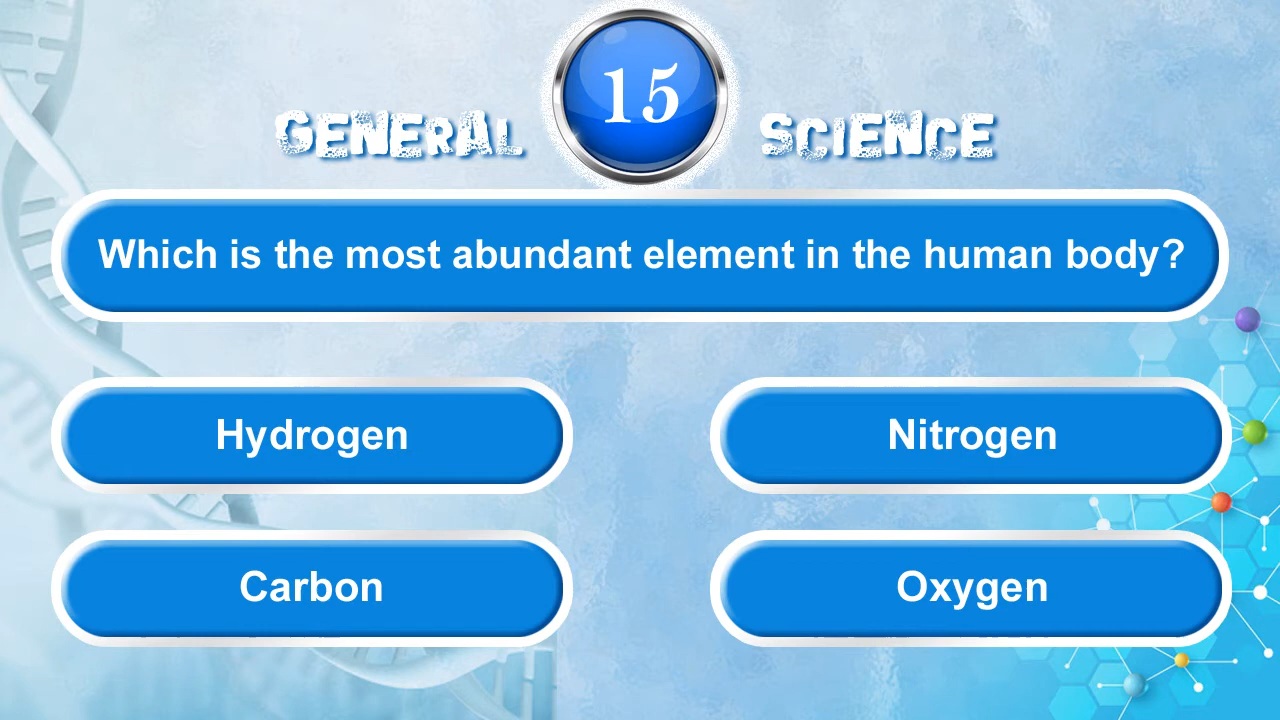 15
GENERAL SCIENCE
Which is the most abundant element in the human body?
Hydrogen
Nitrogen
Carbon
Oxygen